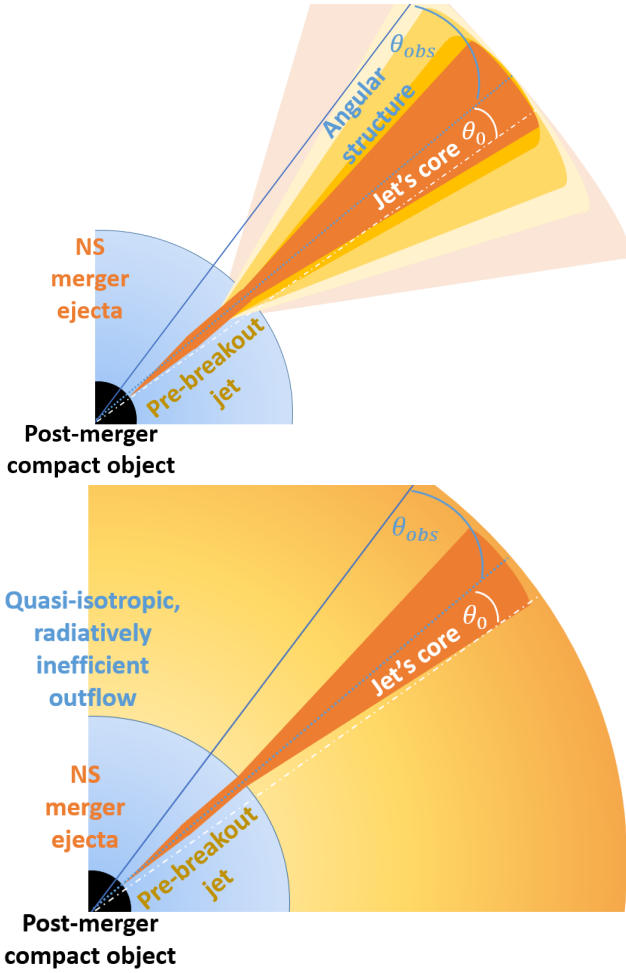 θobs
Angular
structure
θ0
Jet's core
NS
merger
ejecta
Pre-breakout
jet
Post-merger
compact object
θobs
Quasi-isotropic,
radiatively
inefficient
outflow
θ0
Jet's core
NS
merger
ejecta
Pre-breakout
jet
Post-merger
compact object